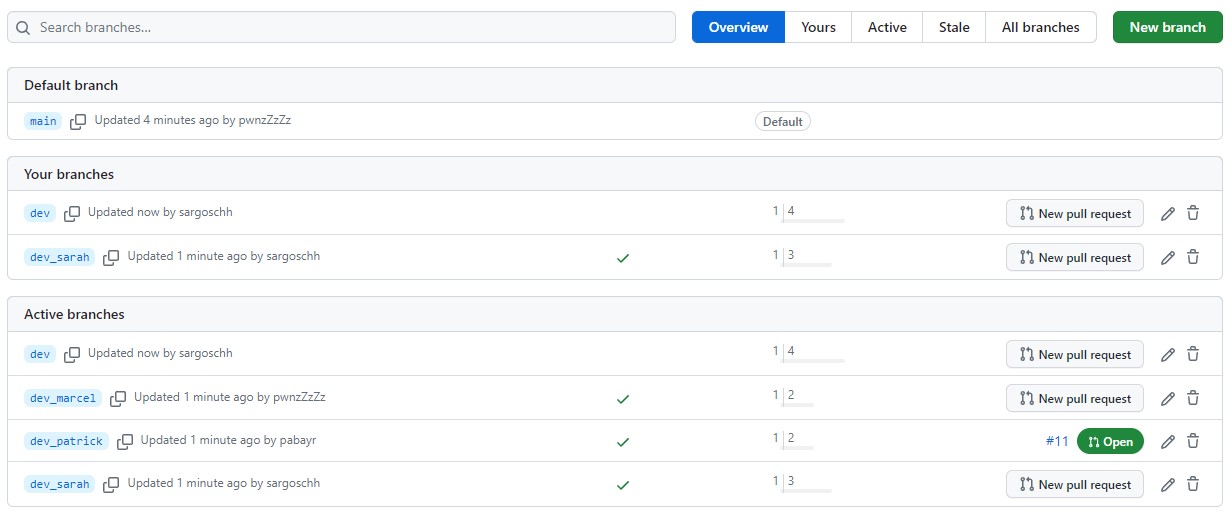 Search branches... Overview Yours Active Stale All branches New branch
Default branch
main Updated 4 minutes ago by pwnzZzZz Default
Your branches
dev Updated now by sargoschh 1 4 New pull request
dev_sarah Updated 1 minute ago by sargoschh 1 3 New pull request
Active branches
dev Updated now by sargoschh 1 4 New pull request
dev_marcel Updated 1 minute ago by pwnzZzZz 1 2 New pull request
dev_patrick Updated 1 minute ago by pabayr 1 2 #11 Open
dev_sarah Updated 1 minute ago by sargoschh 1 3 New pull request